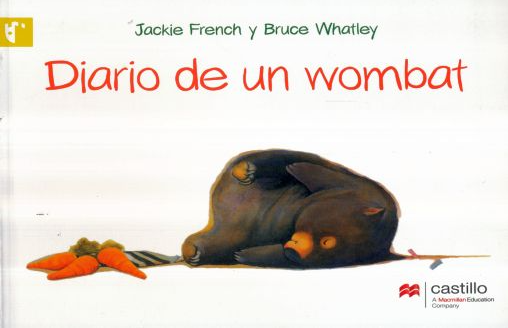 Jackie French y Bruce Whatley
Diario de un wombat
castillo
A Macmillan Education
Company